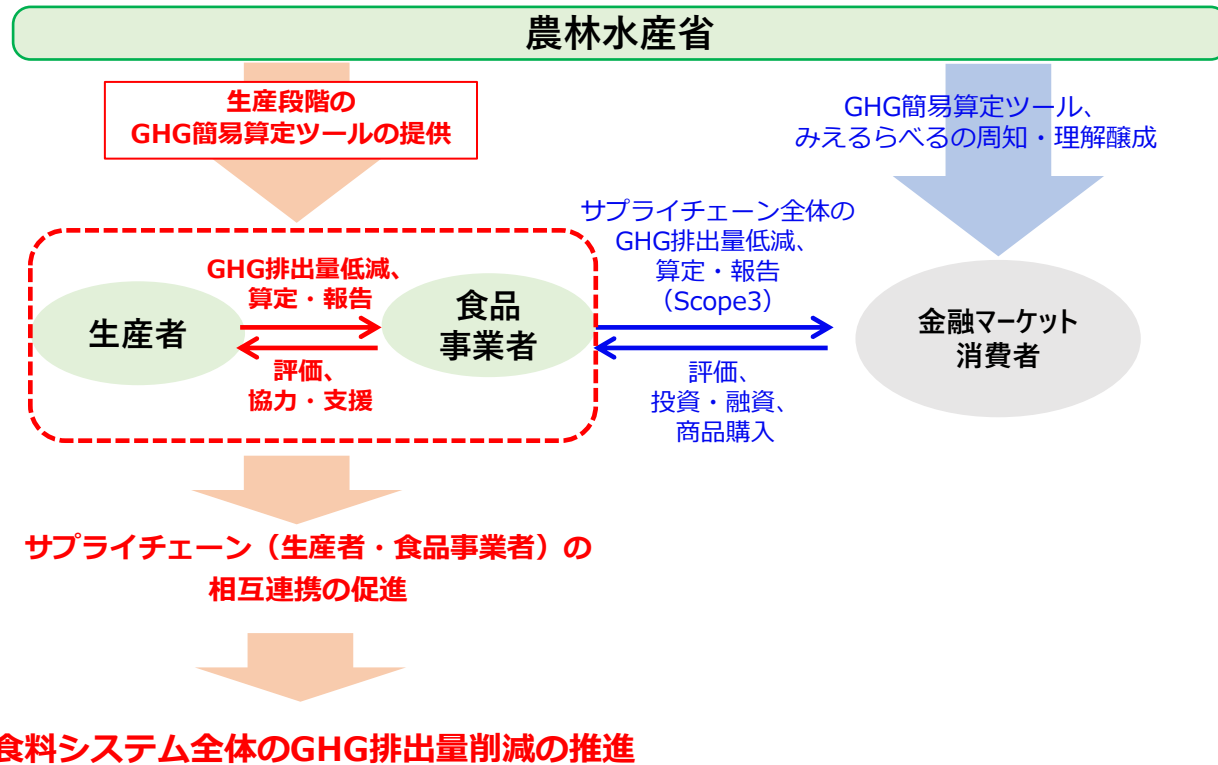 農林水産省
生産段階の
GHG簡易算定ツールの提供
GHG簡易算定ツール、
みえるらべるの周知・理解醸成
サプライチェーン全体の
GHG排出量低減、
算定・報告
（Scope3）
GHG排出量低減、
算定・報告
生産者
食品
事業者
評価、
協力・支援
金融マーケット
消費者
評価、
投資・融資、
商品購入
サプライチェーン（生産者・食品事業者）の
相互連携の促進
食料システム全体のGHG排出量削減の推進